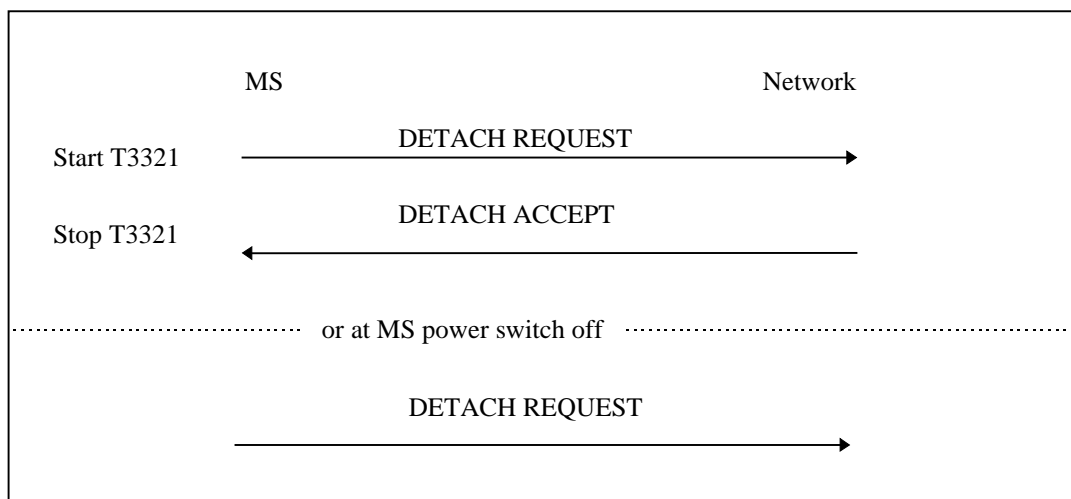 MS Network
DETACH REQUEST
Start T3321
DETACH ACCEPT
Stop T3321
or at MS power switch off
DETACH REQUEST